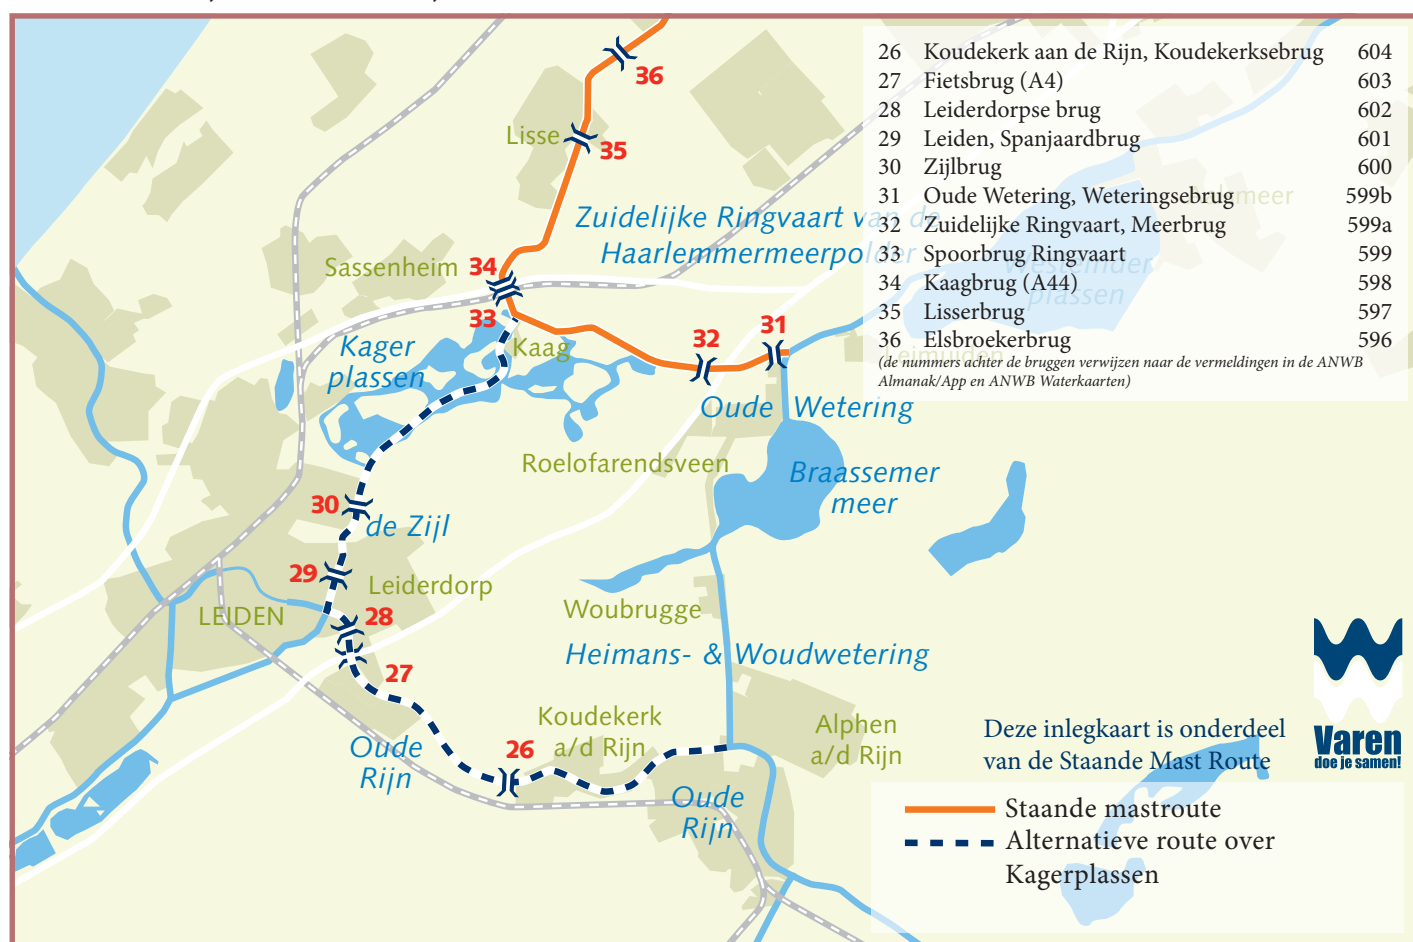 36
35
Lisse
Zuidelijke Ringvaart van de
Haarlemmermeerpolder
Sassenheim
34
33
Kaag
32
31
Kager
plassen
Oude Wetering
Roelofarendsveen
Braassemer
meer
30
de Zijl
29
Leiderdorp
LEIDEN
28
27
Woubrugge
Heimans- & Woudwetering
Koudekerk
a/d Rijn
26
Alphen
a/d Rijn
Oude
Rijn
Oude
Rijn
Westeinder
plassen
Leimuiden
26 Koudekerk aan de Rijn, Koudekerksebrug 604
27 Fietsbrug (A4) 603
28 Leiderdorpse brug 602
29 Leiden, Spanjaardbrug 601
30 Zijlbrug 600
31 Oude Wetering, Weteringsebrug 599b
32 Zuidelijke Ringvaart, Meerbrug 599a
33 Spoorbrug Ringvaart 599
34 Kaagbrug (A44) 598
35 Lisserbrug 597
36 Elsbroekerbrug 596
(de nummers achter de bruggen verwijzen naar de vermeldingen in de ANWB
Almanak/App en ANWB Waterkaarten)
Deze inlegkaart is onderdeel
van de Staande Mast Route
Varen
doe je samen!
Staande mastroute
Alternatieve route over
Kagerplassen